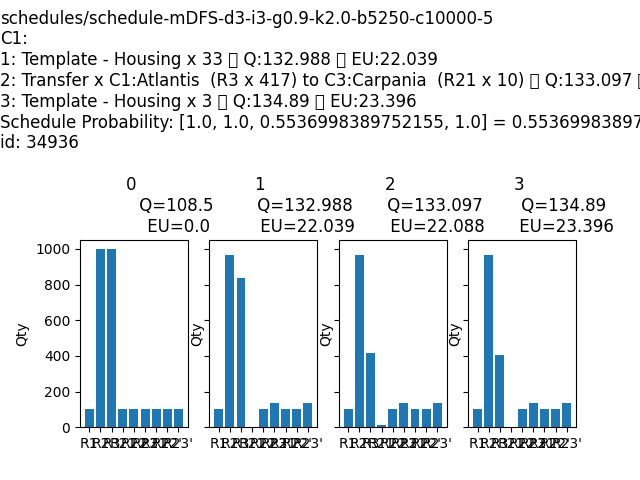 schedules/schedule-mDFS-d3-i3-g0.9-k2.0-b5250-c10000-5
C1:
1: Template - Housing x 33 ▯ Q:132.988 ▯ EU:22.039
2: Transfer x C1:Atlantis (R3 x 417) to C3:Carpania (R21 x 10) ▯ Q:133.097
3: Template - Housing x 3 ▯ Q:134.89 ▯ EU:23.396
Schedule Probability: [1.0, 1.0, 0.5536998389752155, 1.0] = 0.55369983897
id: 34936
0 1 2 3
Q=108.5 Q=132.988 Q=133.097 Q=134.89
EU=0.0 EU=22.039 EU=22.088 EU=23.396
1000
800
600
400
200
0
Qty Qty Qty Qty